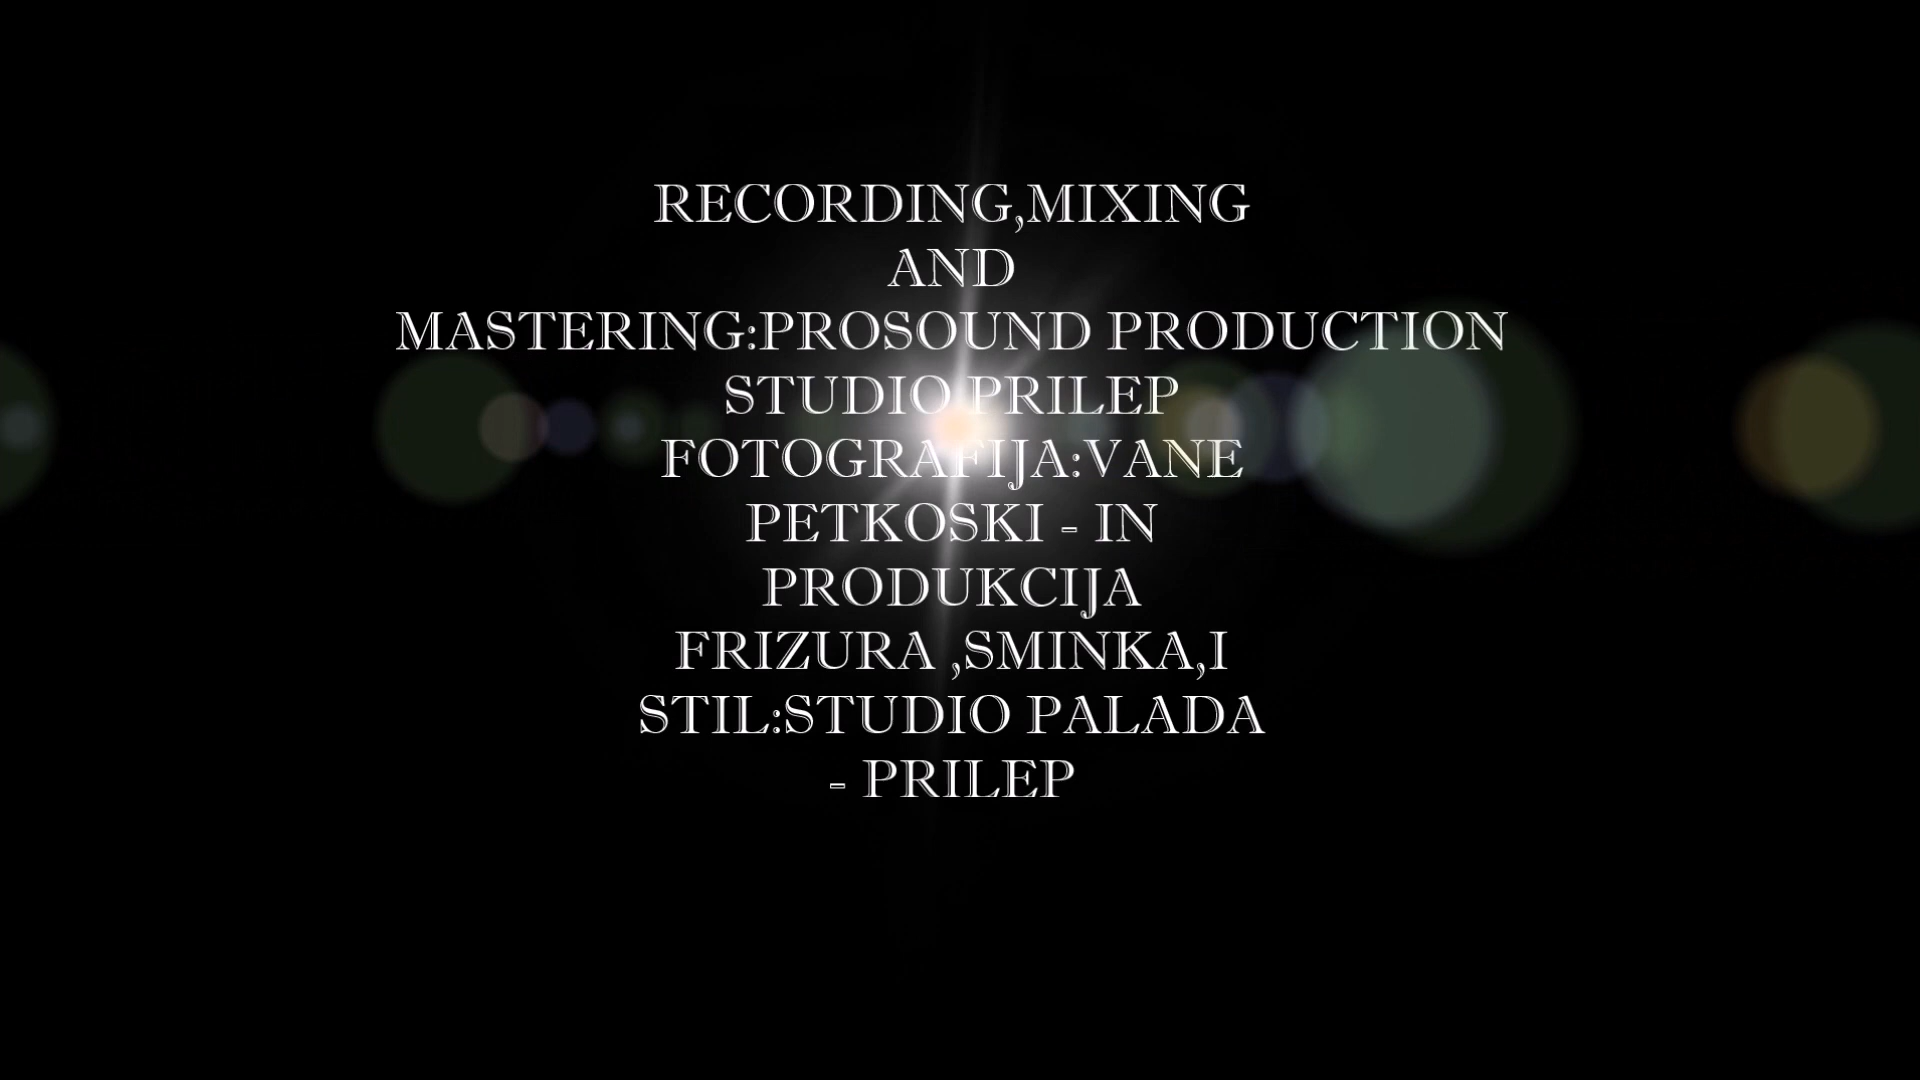 RECORDING,MIXING
AND
MASTERING:PROSOUND PRODUCTION
STUDIO PRILEP
FOTOGRAFIJA:VANE
PETKOSKI - IN
PRODUKCIJA
FRIZURA ,SMINKA,I
STIL:STUDIO PALADA
- PRILEP